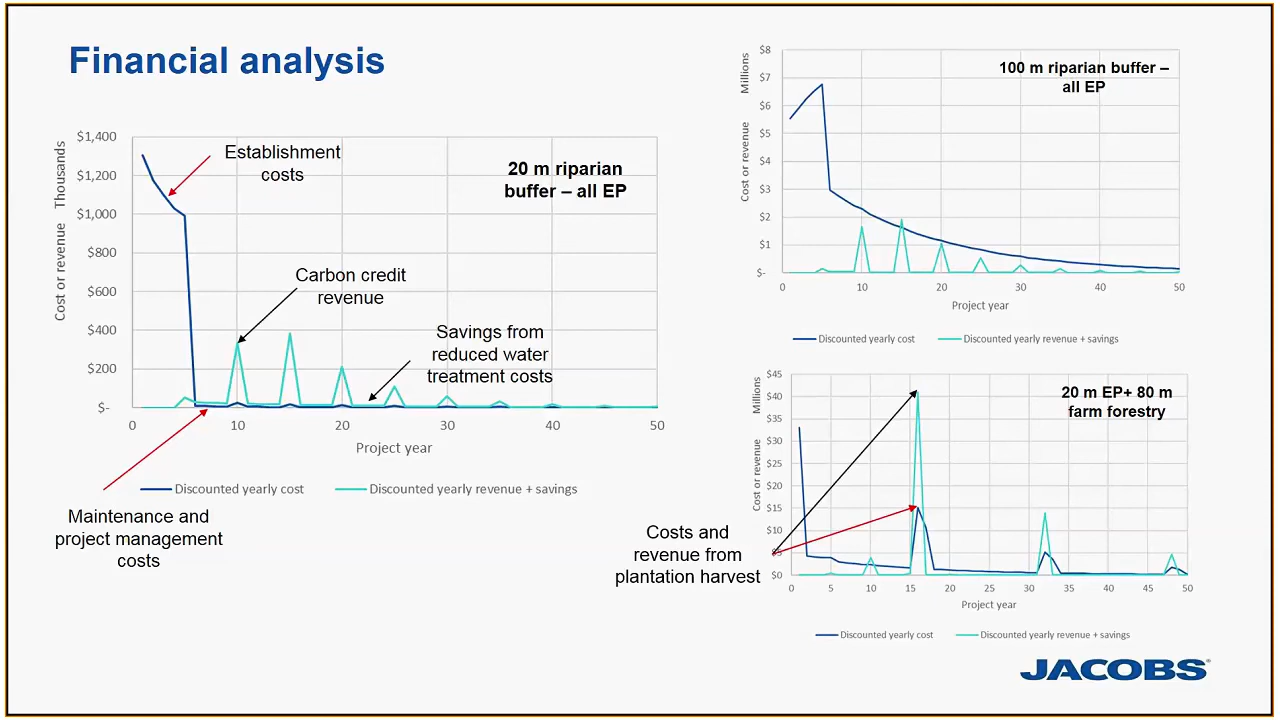 Financial analysis
Thousands
Cost or revenue
$1,400
$1,200
$1,000
$800
$600
$400
$200
$-
Establishment
costs
20 m riparian
buffer – all EP
Carbon credit
revenue
Savings from
reduced water
treatment costs
0
10
20
30
40
50
Project year
Discounted yearly cost
Discounted yearly revenue + savings
Maintenance and
project management
costs
Millions
Cost or revenue
$8
$7
$6
$5
$4
$3
$2
$1
$-
100 m riparian buffer –
all EP
0
10
20
30
40
50
Project year
Discounted yearly cost
Discounted yearly revenue + savings
Millions
Cost or revenue
$45
$40
$35
$30
$25
$20
$15
$10
$5
$0
20 m EP+ 80 m
farm forestry
Costs and
revenue from
plantation harvest
0
5
10
15
20
25
30
35
40
45
50
Project year
Discounted yearly cost
Discounted yearly revenue + savings
JACOBS®